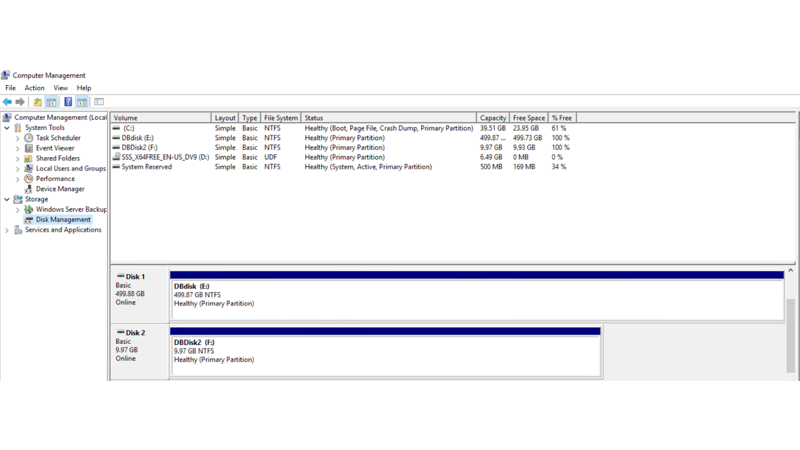 Computer Management
File Action View Help
Computer Management (Local
System Tools
Task Scheduler
Event Viewer
Shared Folders
Local Users and Groups
Performance
Device Manager
Storage
Windows Server Backup
Disk Management
Services and Applications
Volume Layout Type File System Status Capacity Free Space % Free
(C:) Simple Basic NTFS Healthy (Boot, Page File, Crash Dump, Primary Partition) 39.51 GB 23.95 GB 61 %
DBdisk (E:) Simple Basic NTFS Healthy (Primary Partition) 499.87 ... 499.73 GB 100 %
DBDisk2 (F:) Simple Basic NTFS Healthy (Primary Partition) 9.97 GB 9.93 GB 100 %
SSS_X64FREE_EN-US_DV9 (D:) Simple Basic UDF Healthy (Primary Partition) 6.49 GB 0 MB 0 %
System Reserved Simple Basic NTFS Healthy (System, Active, Primary Partition) 500 MB 169 MB 34 %
Disk 1
Basic
499.88 GB
Online
DBdisk (E:)
499.87 GB NTFS
Healthy (Primary Partition)
Disk 2
Basic
9.97 GB
Online
DBDisk2 (F:)
9.97 GB NTFS
Healthy (Primary Partition)